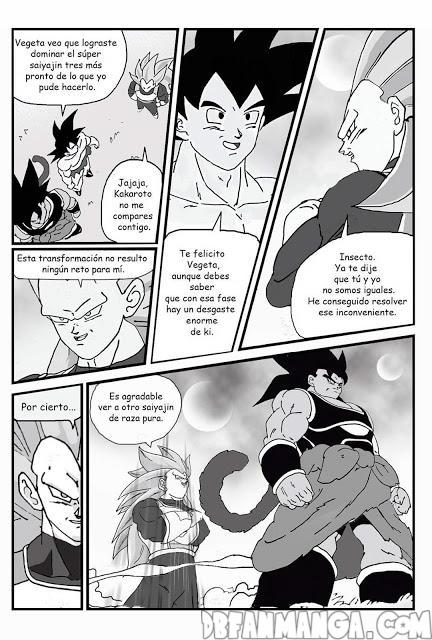 Vegeta veo que lograste
dominar el súper
saiyajin tres más
pronto de lo que yo
pude hacerlo.
Jajaja,
Kakaroto
no me
compares
contigo.
Te felicito
Vegeta,
aunque debes
saber
que con esa fase
hay un desgaste
enorme
de ki.
Insecto.
Ya te dije
que tú y yo
no somos iguales.
He conseguido resolver
ese inconveniente.
Esta transformación no resulto
ningún reto para mí.
Por cierto...
Es agradable
ver a otro saiyajin
de raza pura.
DBFANMANGA.COM